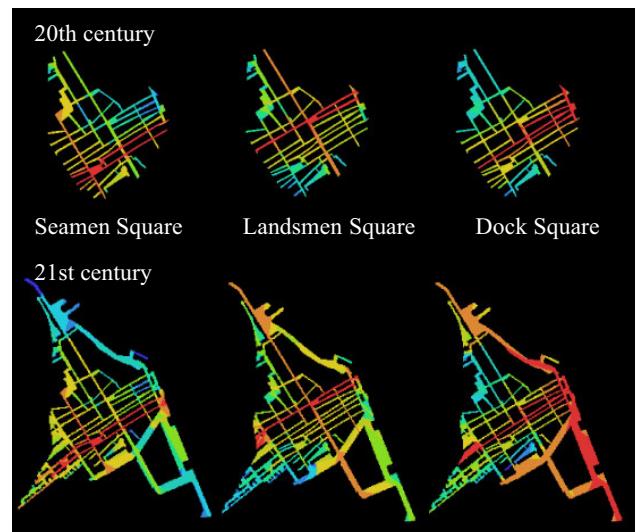 20th century
Seamen Square
Landsmen Square
Dock Square
21st century